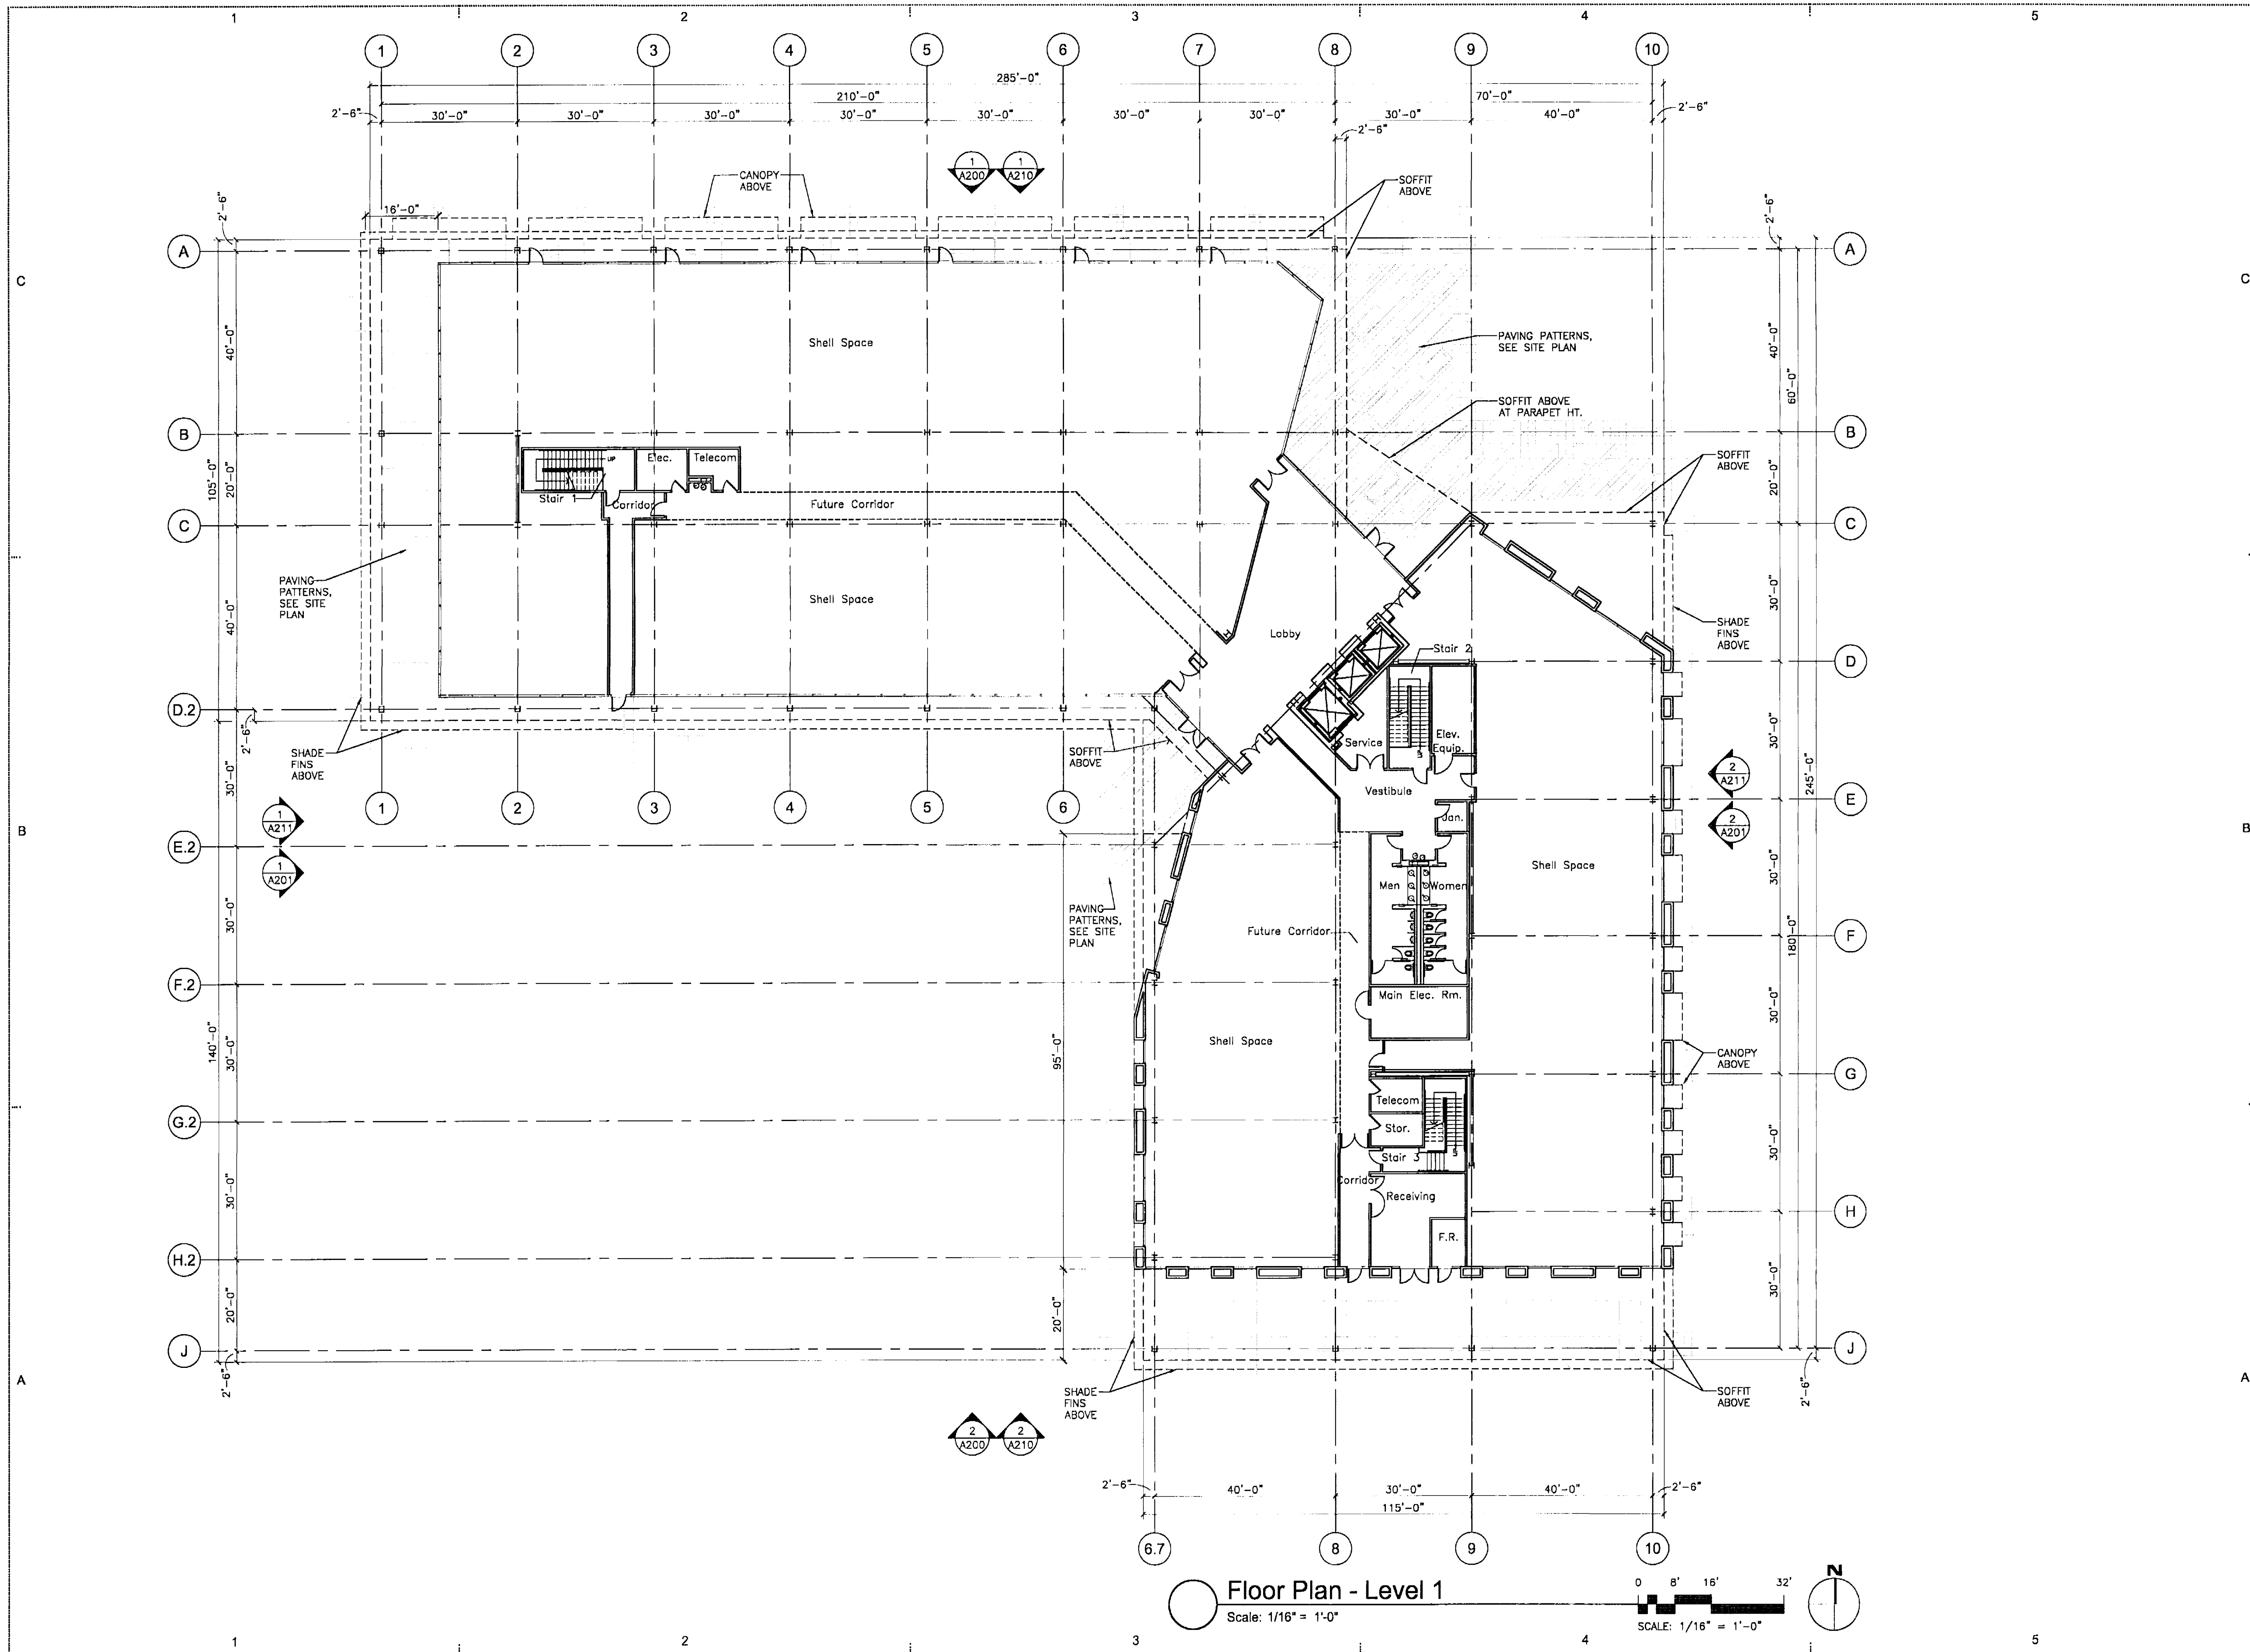 1 2 3 4 5
1 2 3 4 5 6 7 8 9 10
285'-0"
210'-0" 70'-0"
2'-6" 30'-0" 30'-0" 30'-0" 30'-0" 30'-0" 30'-0" 30'-0" 30'-0" 40'-0" 2'-6"
2'-6"
1
A200
1
A210
CANOPY
ABOVE
SOFFIT
ABOVE
16'-0"
2'-6"
2'-6"
A
A
C
C
40'-0"
Shell Space
PAVING PATTERNS,
SEE SITE PLAN
40'-0"
60'-0"
SOFFIT ABOVE
AT PARAPET HT.
B
B
105'-0"
20'-0"
UP
Elec.
Telecom
Stair 1
Corridor
Future Corridor
SOFFIT
ABOVE
20'-0"
C
C
PAVING
PATTERNS,
SEE SITE
PLAN
40'-0"
Shell Space
Lobby
30'-0"
SHADE
FINS
ABOVE
Stair 2
D
D.2
2'-6"
SHADE
FINS
ABOVE
SOFFIT
ABOVE
Service
Elev.
Equip.
30'-0"
2
A211
245'-0"
30'-0"
1 2 3 4 5 6
Vestibule
E
1
A211
B
B
2
A201
Jan.
E.2
1
A201
Shell Space
30'-0"
Men
Women
PAVING
PATTERNS,
SEE SITE
PLAN
30'-0"
Future Corridor
F
180'-0"
F.2
Main Elec. Rm.
30'-0"
140'-0"
30'-0"
95'-0"
Shell Space
CANOPY
ABOVE
G
Telecom
G.2
Stor.
30'-0"
Stair 3
30'-0"
Corridor
Receiving
H
F.R.
H.2
20'-0"
20'-0"
30'-0"
J
J
2'-6"
A
A
SHADE
FINS
ABOVE
SOFFIT
ABOVE
2'-6"
2
A200
2
A210
2'-6" 40'-0" 30'-0" 40'-0" 2'-6"
115'-0"
6.7 8 9 10
Floor Plan - Level 1
Scale: 1/16" = 1'-0"
0 8' 16' 32'
SCALE: 1/16" = 1'-0"
N
1 2 3 4 5